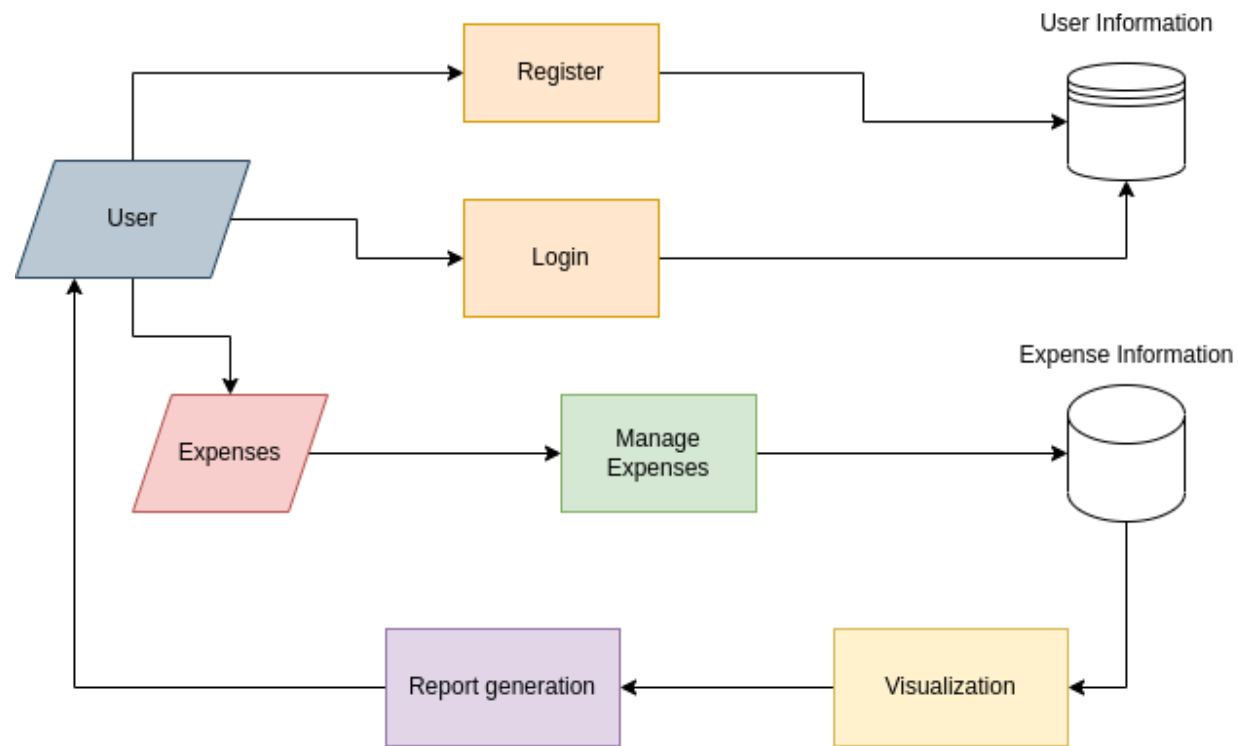 User Information
Register
User
Login
Expense Information
Expenses
Manage
Expenses
Report generation
Visualization